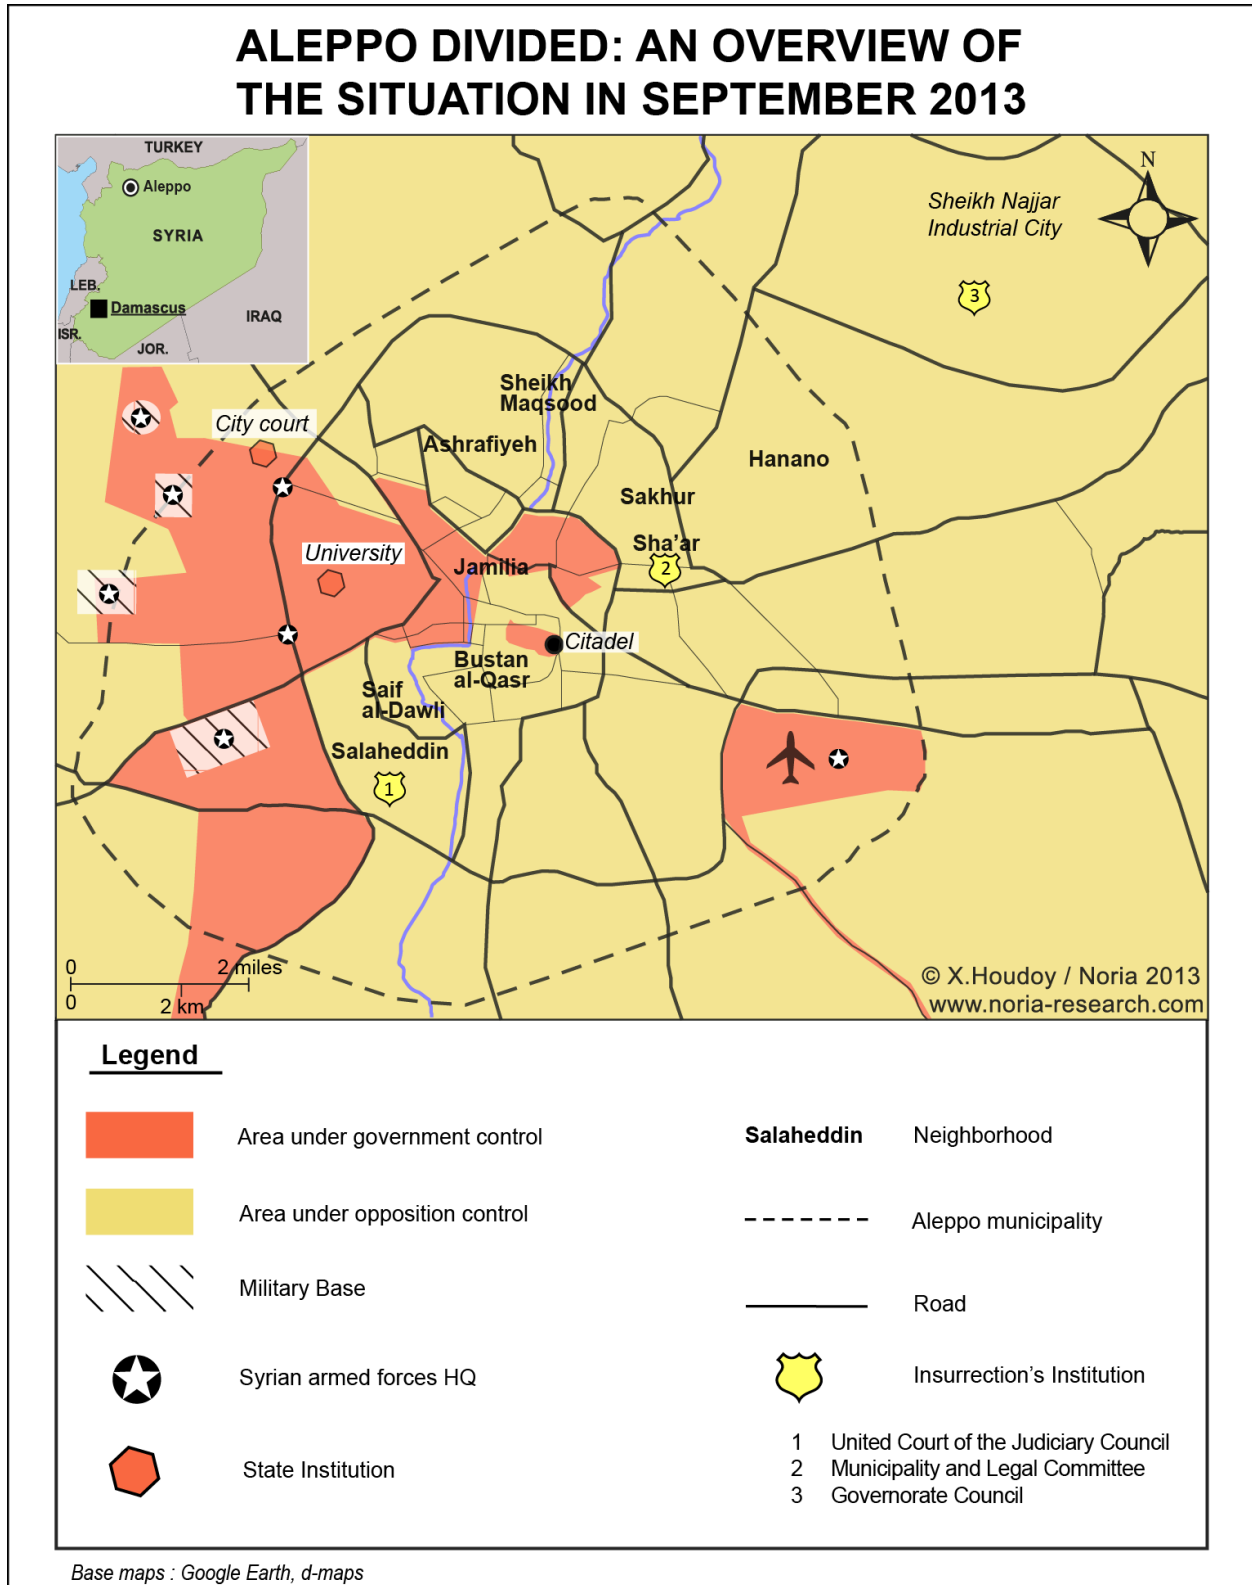 ALEPPO DIVIDED: AN OVERVIEW OF
THE SITUATION IN SEPTEMBER 2013
TURKEY
Aleppo
SYRIA
LEB.
Damascus
ISR.
JOR.
IRAQ
N
Sheikh Najjar
Industrial City
3
Sheikh
Maqsood
City court
Ashrafiyeh
Hanano
Sakhur
University
Sha'ar
2
Jamilia
Citadel
Bustan
al-Qasr
Saif
al-Dawli
Salaheddin
1
0
2 miles
0
2 km
© X.Houdoy / Noria 2013
www.noria-research.com
Legend
Area under government control
Area under opposition control
Military Base
Syrian armed forces HQ
State Institution
Salaheddin Neighborhood
Aleppo municipality
Road
Insurrection's Institution
1 United Court of the Judiciary Council
2 Municipality and Legal Committee
3 Governorate Council
Base maps : Google Earth, d-maps